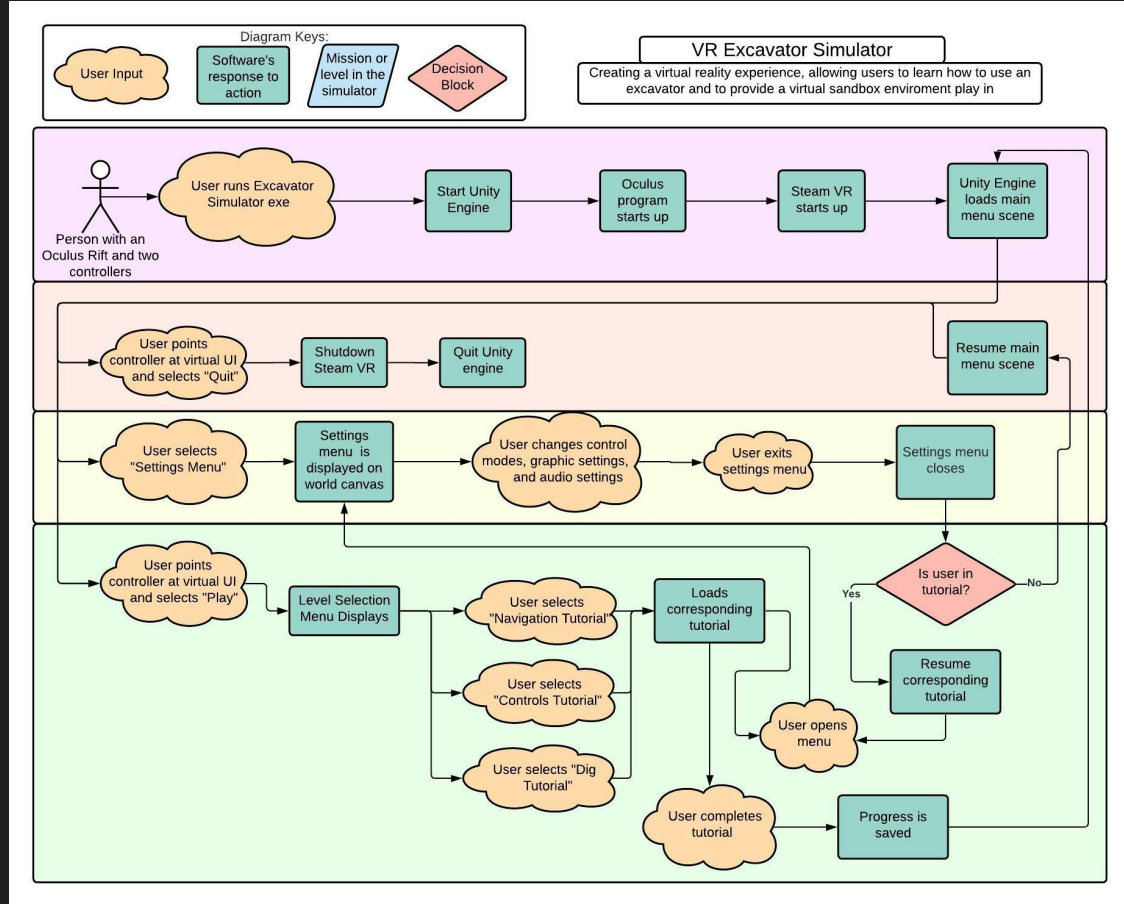 Diagram Keys:
User Input
Software's
response to
action
Mission or
level in the
simulator
Decision
Block
VR Excavator Simulator
Creating a virtual reality experience, allowing users to learn how to use an
excavator and to provide a virtual sandbox enviroment play in
Person with an
Oculus Rift and two
controllers
User runs Excavator
Simulator exe
Start Unity
Engine
Oculus
program
starts up
Steam VR
starts up
Unity Engine
loads main
menu scene
User points
controller at virtual UI
and selects "Quit"
Shutdown
Steam VR
Quit Unity
engine
Resume main
menu scene
User selects
"Settings Menu"
Settings
menu is
displayed on
world canvas
User changes control
modes, graphic settings,
and audio settings
User exits
settings menu
Settings menu
closes
User points
controller at virtual UI
and selects "Play"
Level Selection
Menu Displays
User selects
"Navigation Tutorial"
User selects
"Controls Tutorial"
User selects "Dig
Tutorial"
Loads
corresponding
tutorial
Is user in
tutorial?
Yes
No
Resume
corresponding
tutorial
User opens
menu
User completes
tutorial
Progress is
saved